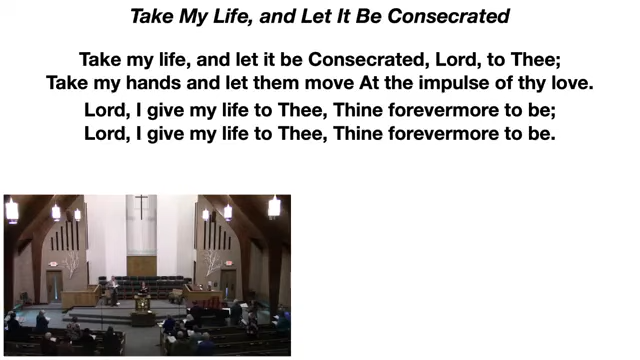 Take My Life, and Let It Be Consecrated
Take my life, and let it be Consecrated, Lord, to Thee;
Take my hands and let them move At the impulse of thy love.
Lord, I give my life to Thee, Thine forevermore to be;
Lord, I give my life to Thee, Thine forevermore to be.